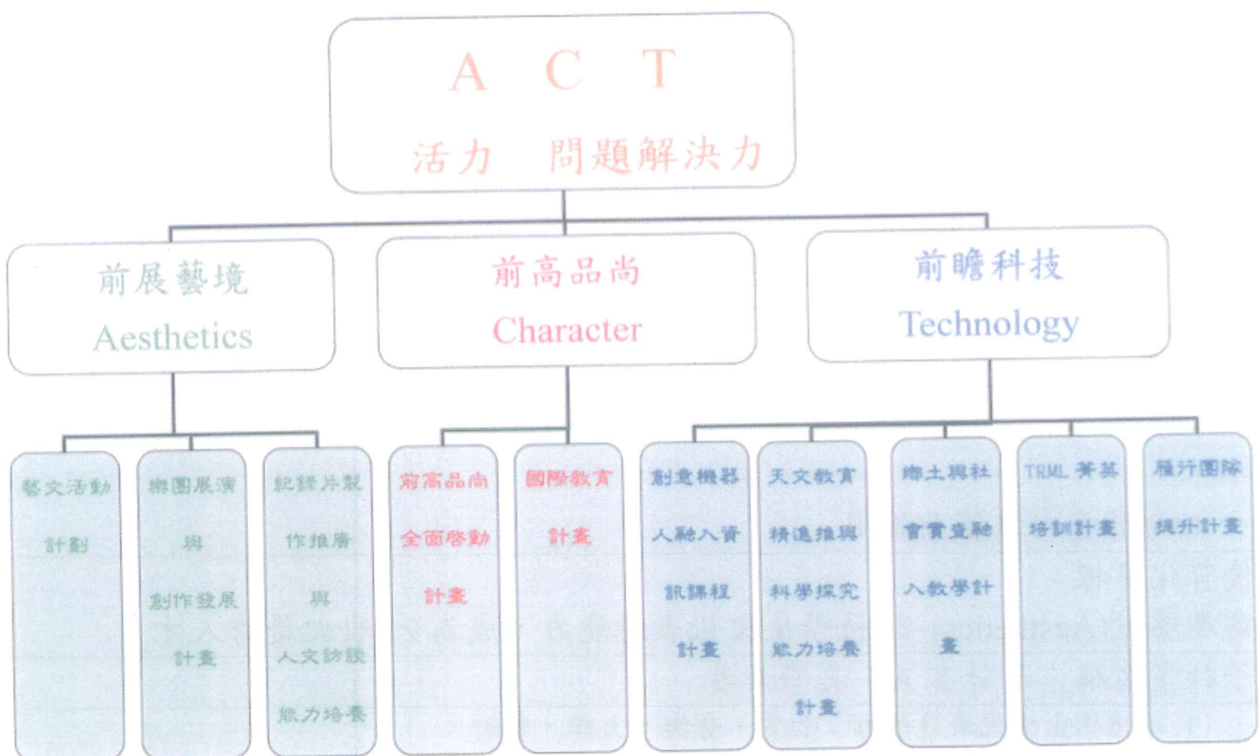 A C T
活力 問題解決力
前展藝境
Aesthetics
前高品尚
Character
前瞻科技
Technology
藝文活動
計劃
樂團展演
與
創作發展
計畫
紀錄片製
作推廣
與
人文訪談
能力培養
前高品尚
全面啓動
計畫
國際教育
計畫
創意機器
人融入資
訊課程
計畫
天文教育
精進推與
科學探究
能力培養
計畫
鄉土與社
會實查融
入教學計
畫
TRML 菁英
培訓計畫
雁行團隊
提升計畫